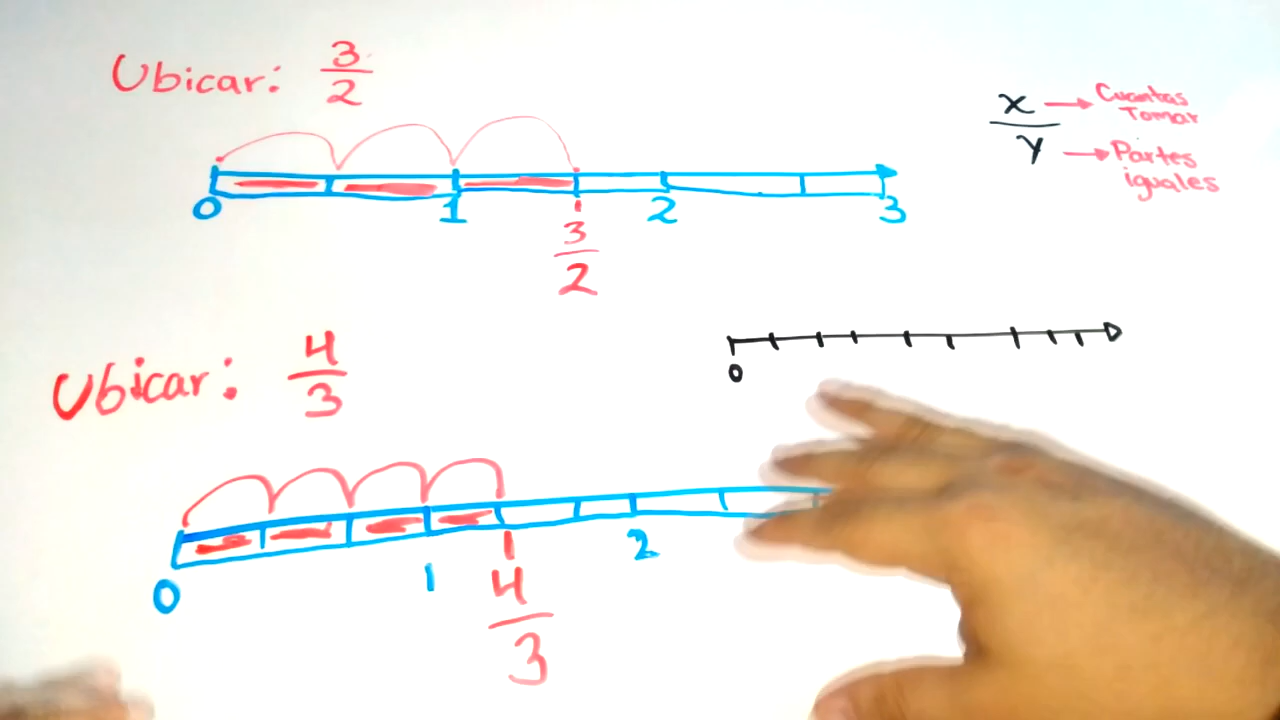 Ubicar: 3/2
x → Cuantas
Tomar
y → Partes
iguales
0 1 2 3
3/2
0
Ubicar: 4/3
0 1 2
4/3